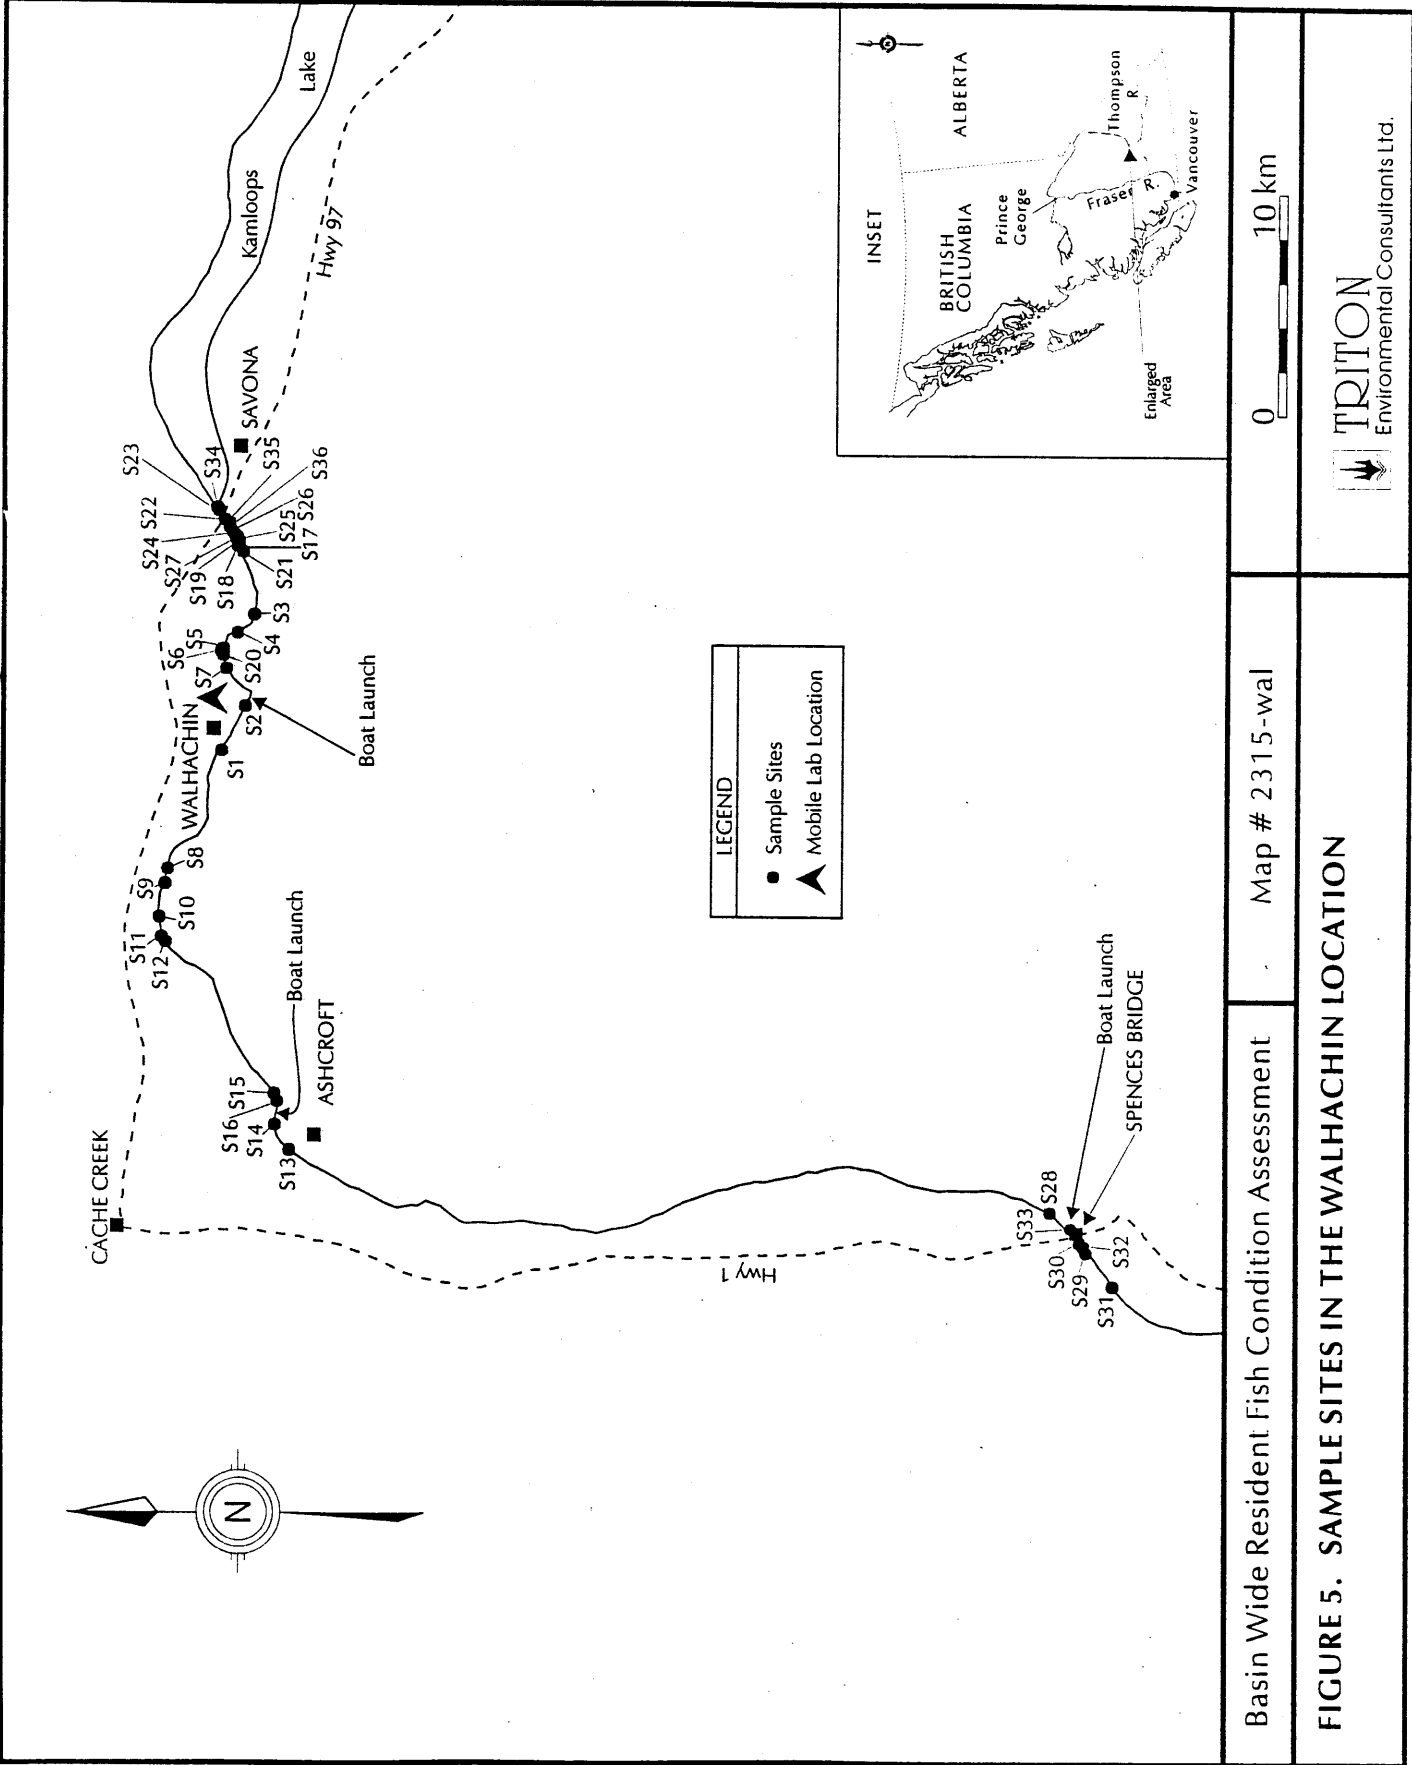 CACHE CREEK
S16
S15
S14
S13
Boat Launch
ASHCROFT
S11
S12
S9
S10
S8
WALHACHIN
S1
S2
Boat Launch
S7
S6
S5
S20
S4
S3
S23
S22
S24
S27
S19
S18
S34
S35
S36
S26
S25
S17
S21
SAVONA
Kamloops
Lake
Hwy 97
Hwy 1
N
S33
S28
S30
S29
S31
S32
Boat Launch
SPENCES BRIDGE
LEGEND
Sample Sites
Mobile Lab Location
INSET
N
BRITISH
COLUMBIA
ALBERTA
Prince
George
Fraser R.
Thompson
R.
Vancouver
Enlarged
Area
Basin Wide Resident Fish Condition Assessment
Map # 2315-wal
0
10 km
FIGURE 5. SAMPLE SITES IN THE WALHACHIN LOCATION
TRITON
Environmental Consultants Ltd.